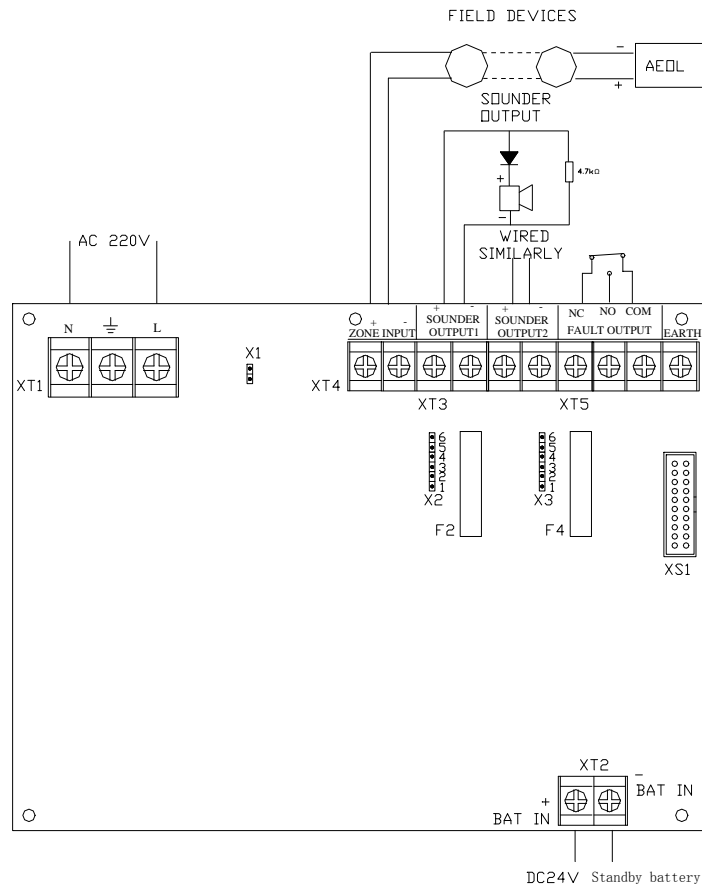 FIELD DEVICES
-
AEOL
+
SOUNDER
OUTPUT
4.7kΩ
+
-
WIRED
SIMILARLY
AC 220V
N
L
X1
+ -
ZONE INPUT
+ -
SOUNDER
OUTPUT1
+ -
SOUNDER
OUTPUT2
NC NO COM
FAULT OUTPUT
EARTH
XT1
XT4
XT3
XT5
6
5
4
3
2
1
X2
F2
6
5
4
3
2
1
X3
F4
XS1
XT2
-
BAT IN
+
BAT IN
DC24V Standby battery